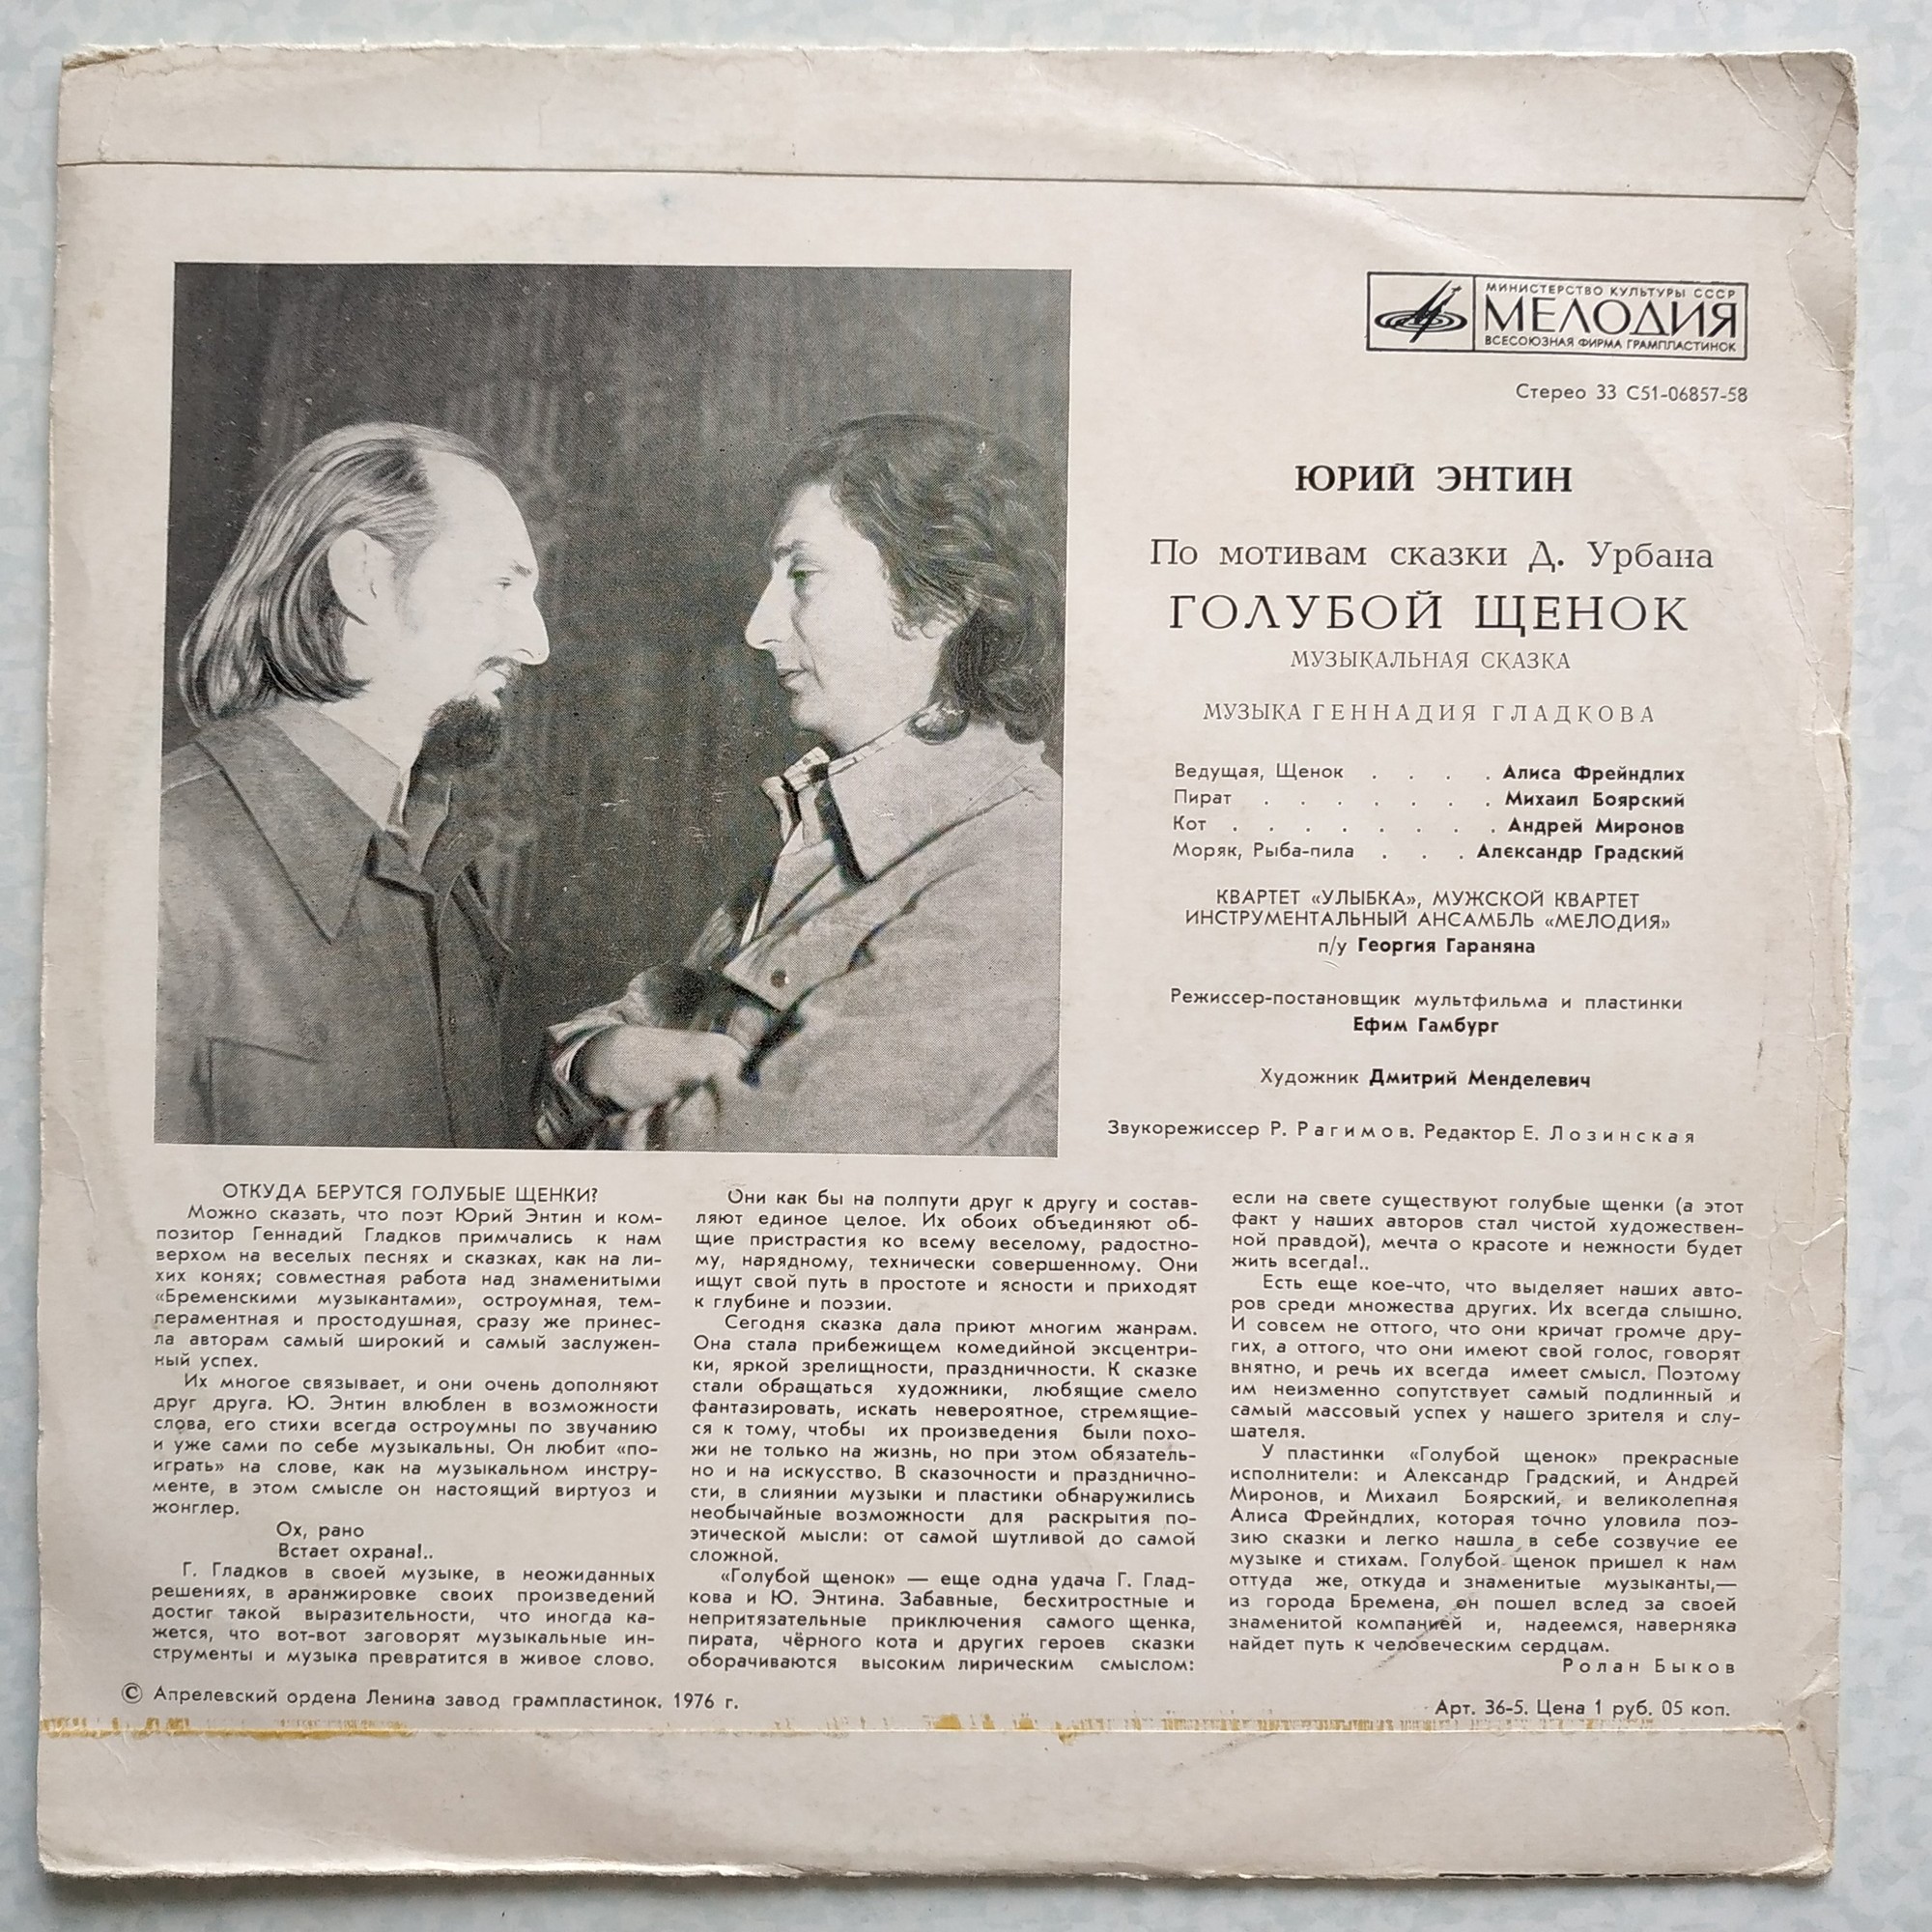 МИНИСТЕРСТВО КУЛЬТУРЫ СССР
МЕЛОДИЯ
ВСЕСОЮЗНАЯ ФИРМА ГРАМПЛАСТИНОК
Стерео 33 С51-06857-58
ЮРИЙ ЭНТИН
По мотивам сказки Д. Урбана
ГОЛУБОЙ ЩЕНОК
МУЗЫКАЛЬНАЯ СКАЗКА
МУЗЫКА ГЕННАДИЯ ГЛАДКОВА
Ведущая, Щенок . . . . Алиса Фрейндлих
Пират . . . . . . . Михаил Боярский
Кот . . . . . . . . Андрей Миронов
Моряк, Рыба-пила . . . Александр Градский
КВАРТЕТ «УЛЫБКА», МУЖСКОЙ КВАРТЕТ
ИНСТРУМЕНТАЛЬНЫЙ АНСАМБЛЬ «МЕЛОДИЯ»
п/у Георгия Гараняна
Режиссер-постановщик мультфильма и пластинки
Ефим Гамбург
Художник Дмитрий Менделевич
Звукорежиссер Р. Рагимов. Редактор Е. Лозинская
ОТКУДА БЕРУТСЯ ГОЛУБЫЕ ЩЕНКИ?
Можно сказать, что поэт Юрий Энтин и ком-
позитор Геннадий Гладков примчались к нам
верхом на веселых песнях и сказках, как на ли-
хих конях; совместная работа над знаменитыми
«Бременскими музыкантами», остроумная, тем-
пераментная и простодушная, сразу же принес-
ла авторам самый широкий и самый заслужен-
ный успех.
Их многое связывает, и они очень дополняют
друг друга. Ю. Энтин влюблен в возможности
слова, его стихи всегда остроумны по звучанию
и уже сами по себе музыкальны. Он любит «по-
играть» на слове, как на музыкальном инстру-
менте, в этом смысле он настоящий виртуоз и
жонглер.
Ох, рано
Встает охрана!..
Г. Гладков в своей музыке, в неожиданных
решениях, в аранжировке своих произведений
достиг такой выразительности, что иногда ка-
жется, что вот-вот заговорят музыкальные ин-
струменты и музыка превратится в живое слово.
Они как бы на полпути друг к другу и состав-
ляют единое целое. Их обоих объединяют об-
щие пристрастия ко всему веселому, радостно-
му, нарядному, технически совершенному. Они
ищут свой путь в простоте и ясности и приходят
к глубине и поэзии.
Сегодня сказка дала приют многим жанрам.
Она стала прибежищем комедийной эксцентри-
ки, яркой зрелищности, праздничности. К сказке
стали обращаться художники, любящие смело
фантазировать, искать невероятное, стремящие-
ся к тому, чтобы их произведения были похо-
жи не только на жизнь, но при этом обязатель-
но и на искусство. В сказочности и празднично-
сти, в слиянии музыки и пластики обнаружились
необычайные возможности для раскрытия по-
этической мысли: от самой шутливой до самой
сложной.
«Голубой щенок» — еще одна удача Г. Глад-
кова и Ю. Энтина. Забавные, бесхитростные и
непритязательные приключения самого щенка,
пирата, чёрного кота и других героев сказки
оборачиваются высоким лирическим смыслом:
если на свете существуют голубые щенки (а этот
факт у наших авторов стал чистой художествен-
ной правдой), мечта о красоте и нежности будет
жить всегда!..
Есть еще кое-что, что выделяет наших авто-
ров среди множества других. Их всегда слышно.
И совсем не оттого, что они кричат громче дру-
гих, а оттого, что они имеют свой голос, говорят
внятно, и речь их всегда имеет смысл. Поэтому
им неизменно сопутствует самый подлинный и
самый массовый успех у нашего зрителя и слу-
шателя.
У пластинки «Голубой щенок» прекрасные
исполнители: и Александр Градский, и Андрей
Миронов, и Михаил Боярский, и великолепная
Алиса Фрейндлих, которая точно уловила поэ-
зию сказки и легко нашла в себе созвучие ее
музыке и стихам. Голубой щенок пришел к нам
оттуда же, откуда и знаменитые музыканты,—
из города Бремена, он пошел вслед за своей
знаменитой компанией и, надеемся, наверняка
найдет путь к человеческим сердцам.
Ролан Быков
© Апрелевский ордена Ленина завод грампластинок. 1976 г.
Арт. 36-5. Цена 1 руб. 05 коп.